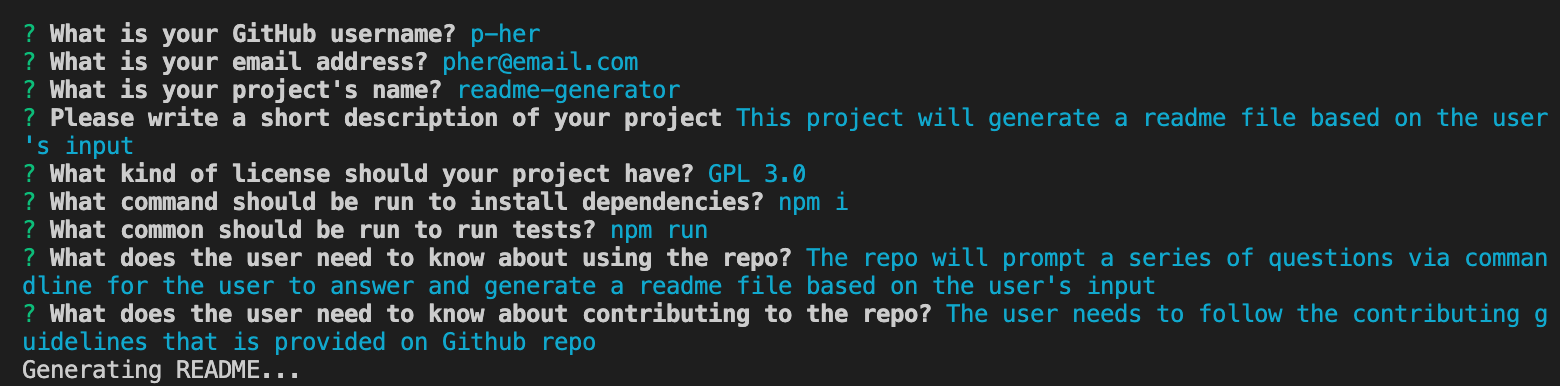 ? What is your GitHub username? p-her
? What is your email address? pher@email.com
? What is your project's name? readme-generator
? Please write a short description of your project This project will generate a readme file based on the user
's input
? What kind of license should your project have? GPL 3.0
? What command should be run to install dependencies? npm i
? What common should be run to run tests? npm run
? What does the user need to know about using the repo? The repo will prompt a series of questions via comman
dline for the user to answer and generate a readme file based on the user's input
? What does the user need to know about contributing to the repo? The user needs to follow the contributing g
uidelines that is provided on Github repo
Generating README...